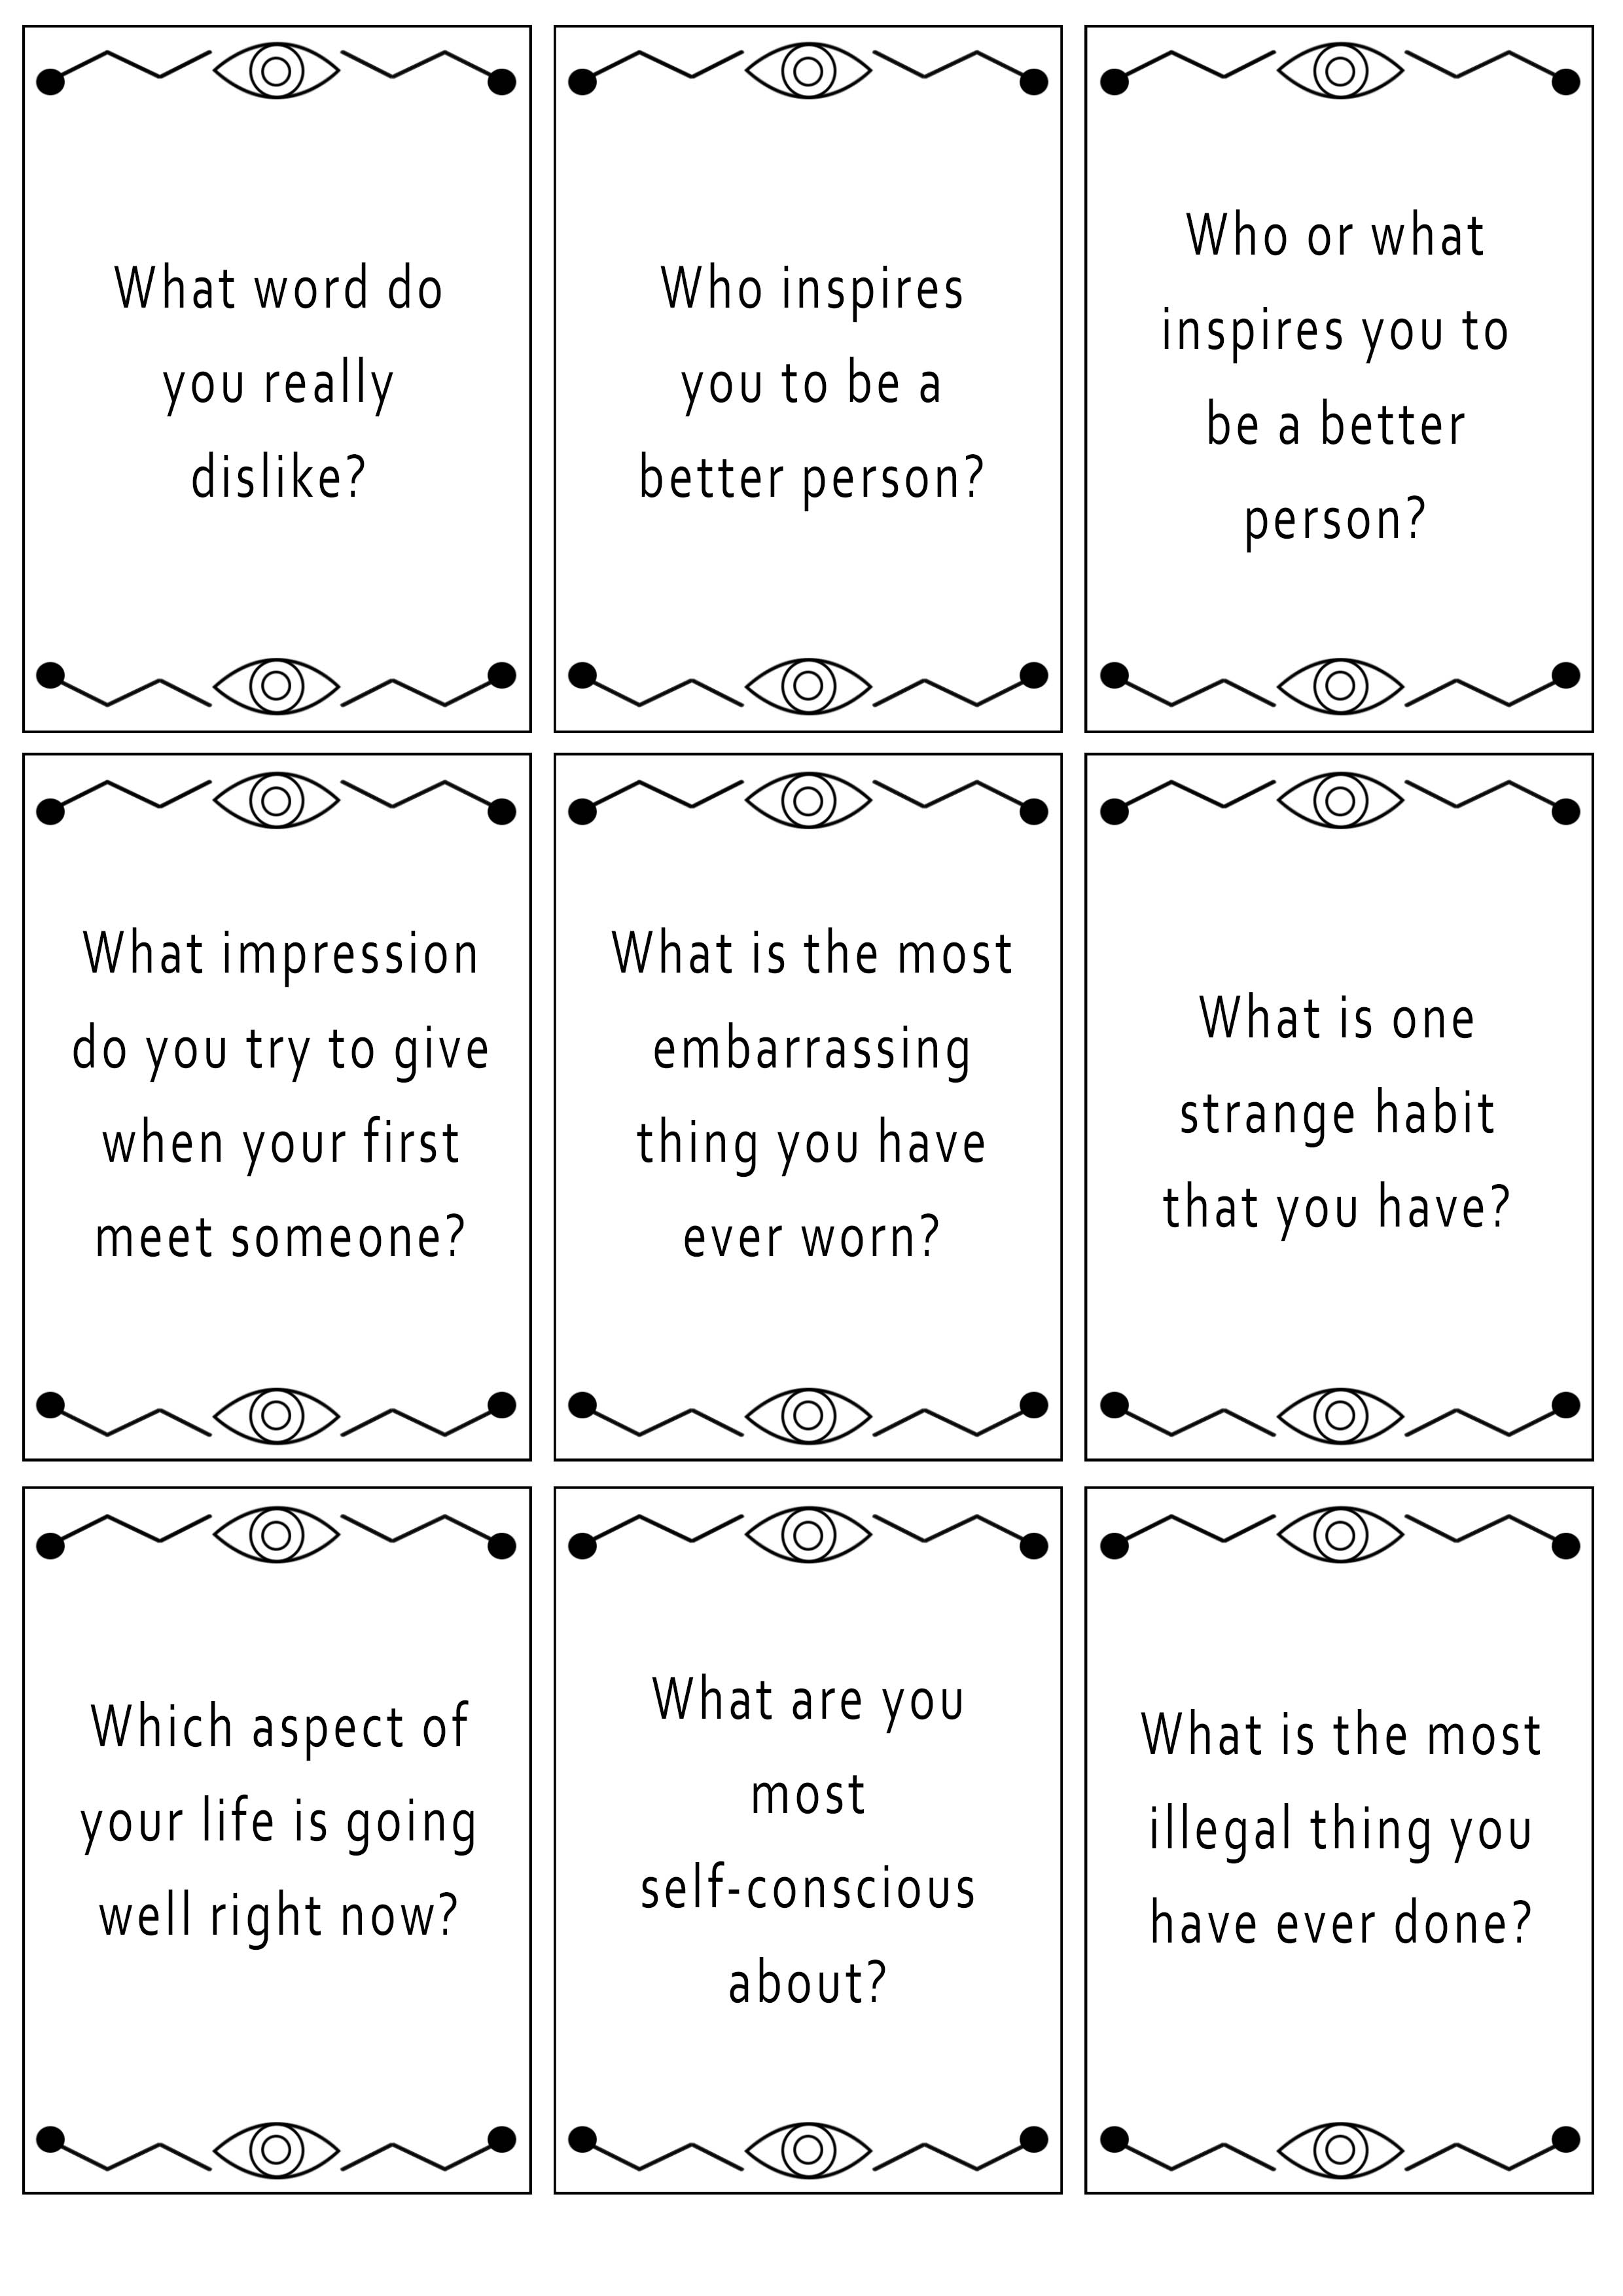 What word do
you really
dislike?
Who inspires
you to be a
better person?
Who or what
inspires you to
be a better
person?
What impression
do you try to give
when your first
meet someone?
What is the most
embarrassing
thing you have
ever worn?
What is one
strange habit
that you have?
Which aspect of
your life is going
well right now?
What are you
most
self-conscious
about?
What is the most
illegal thing you
have ever done?